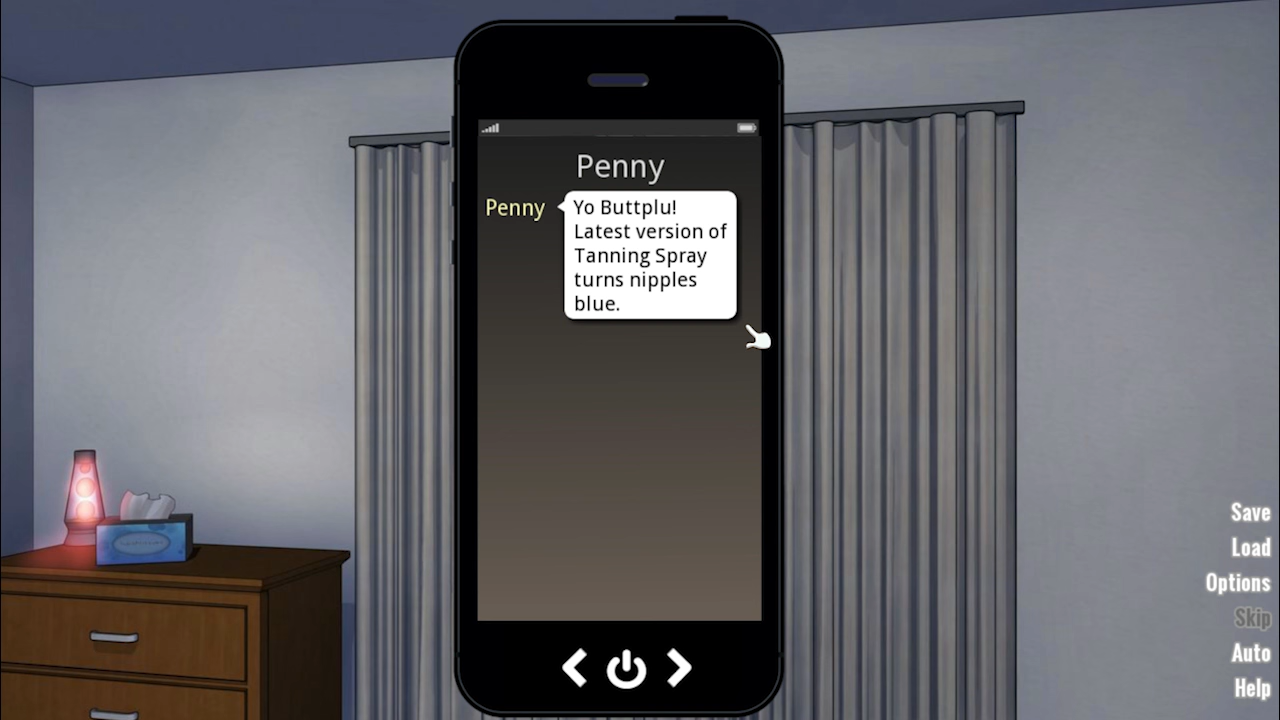 Penny
Penny
Yo Buttplu!
Latest version of
Tanning Spray
turns nipples
blue.
Save
Load
Options
Skip
Auto
Help